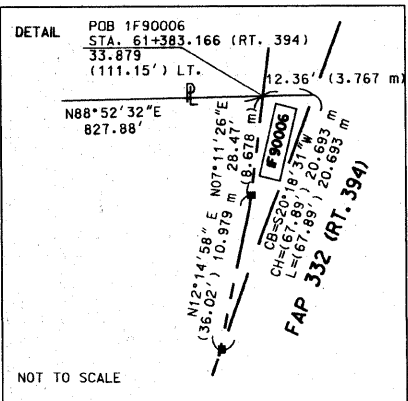 DETAIL
POB 1F90006
STA. 61+383.166 (RT. 394)
33.879
(111.15') LT.
12.36' (3.767 m)
PL
N88°52'32"E
827.88'
N07°11'26"E
28.47'
(8.678 m)
1F90006
CB=S20°18'31"W
CH=(67.89') 20.693 m
L=(67.89') 20.693 m
N12°14'58" E
(36.02') 10.979 m
FAP 332 (RT. 394)
NOT TO SCALE